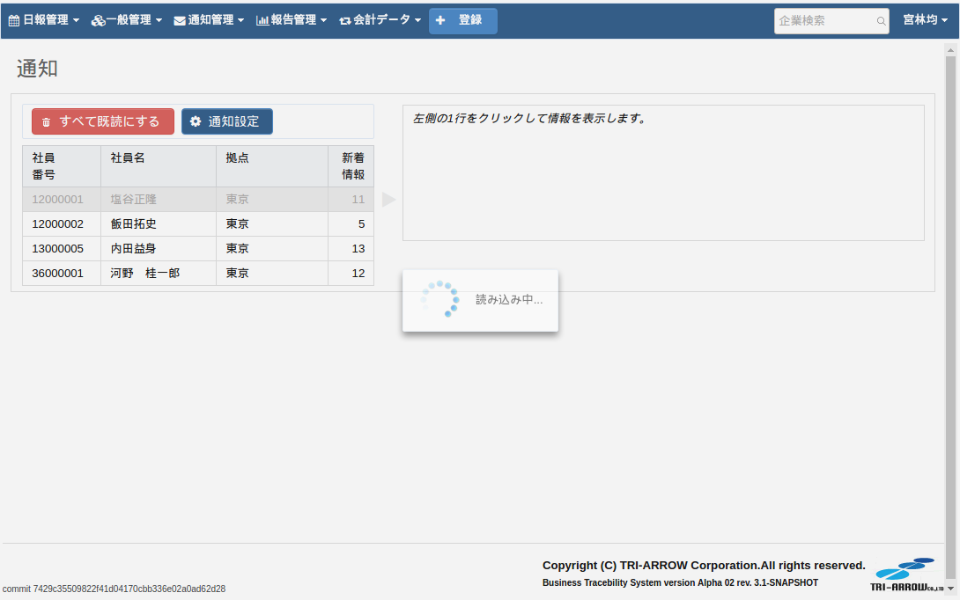 日報管理 一般管理 通知管理 報告管理 会計データ + 登録 企業検索 宮林均
通知
すべて既読にする 通知設定
左側の1行をクリックして情報を表示します。
社員 社員名 拠点 新着
番号 情報
12000001 塩谷正隆 東京 11
12000002 飯田拓史 東京 5
13000005 内田益身 東京 13
36000001 河野 桂一郎 東京 12
読み込み中...
Copyright (C) TRI-ARROW Corporation.All rights reserved.
Business Tracebility System version Alpha 02 rev. 3.1-SNAPSHOT
TRI-ARROW CO.,LTD
commit 7429c35509822f41d04170cbb336e02a0ad62d28